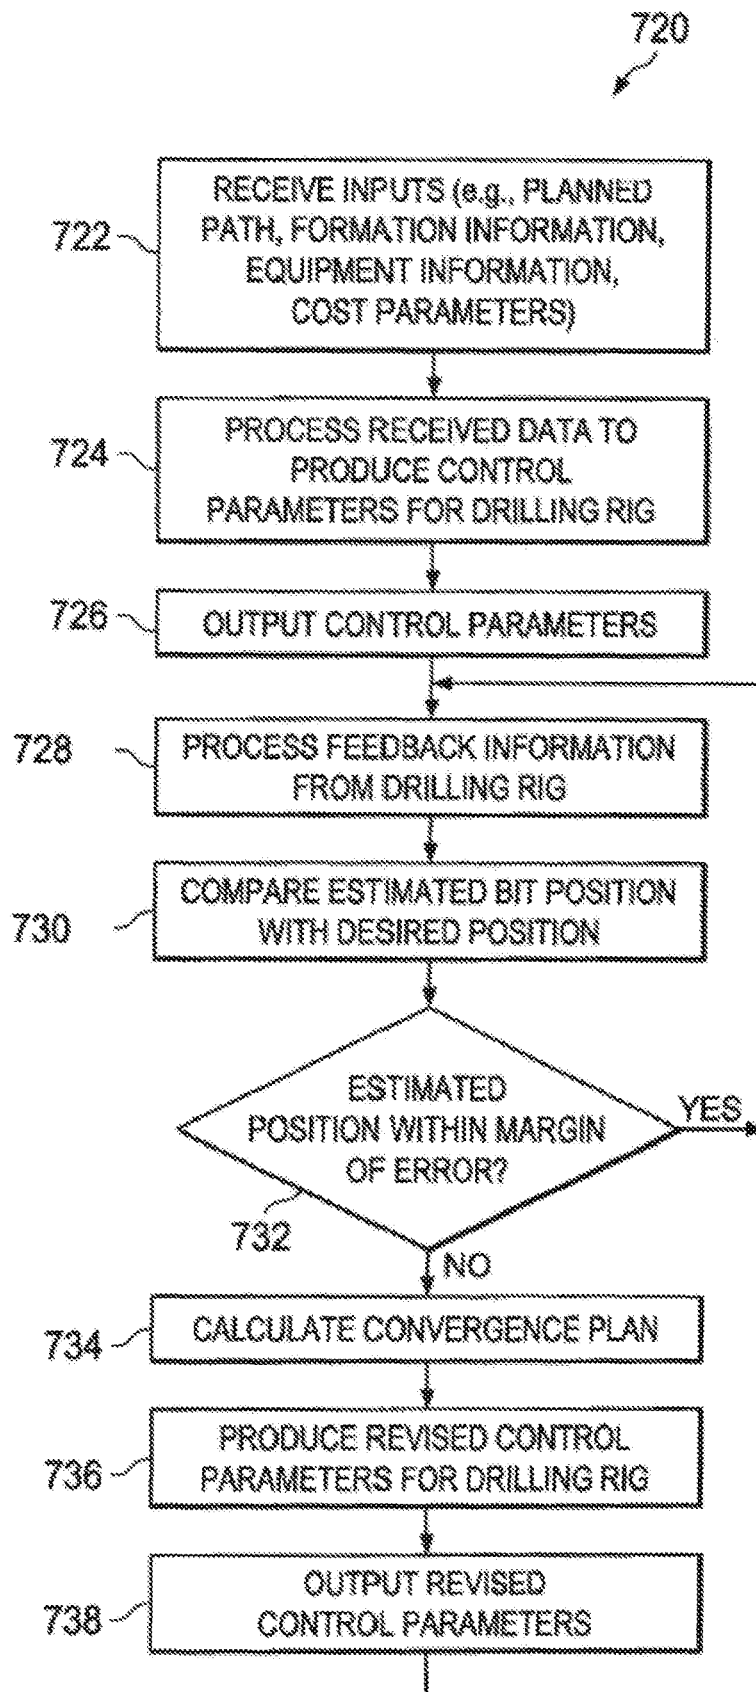 720
722
RECEIVE INPUTS (e.g., PLANNED
PATH, FORMATION INFORMATION,
EQUIPMENT INFORMATION,
COST PARAMETERS)
724
PROCESS RECEIVED DATA TO
PRODUCE CONTROL
PARAMETERS FOR DRILLING RIG
726
OUTPUT CONTROL PARAMETERS
728
PROCESS FEEDBACK INFORMATION
FROM DRILLING RIG
730
COMPARE ESTIMATED BIT POSITION
WITH DESIRED POSITION
ESTIMATED
POSITION WITHIN MARGIN
OF ERROR?
YES
732
NO
734
CALCULATE CONVERGENCE PLAN
736
PRODUCE REVISED CONTROL
PARAMETERS FOR DRILLING RIG
738
OUTPUT REVISED
CONTROL PARAMETERS